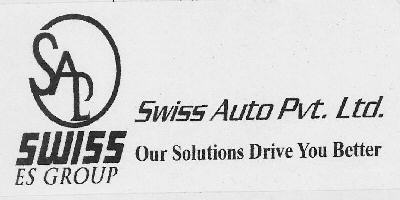 SAL
SWISS
ES GROUP
Swiss Auto Pvt. Ltd.
Our Solutions Drive You Better